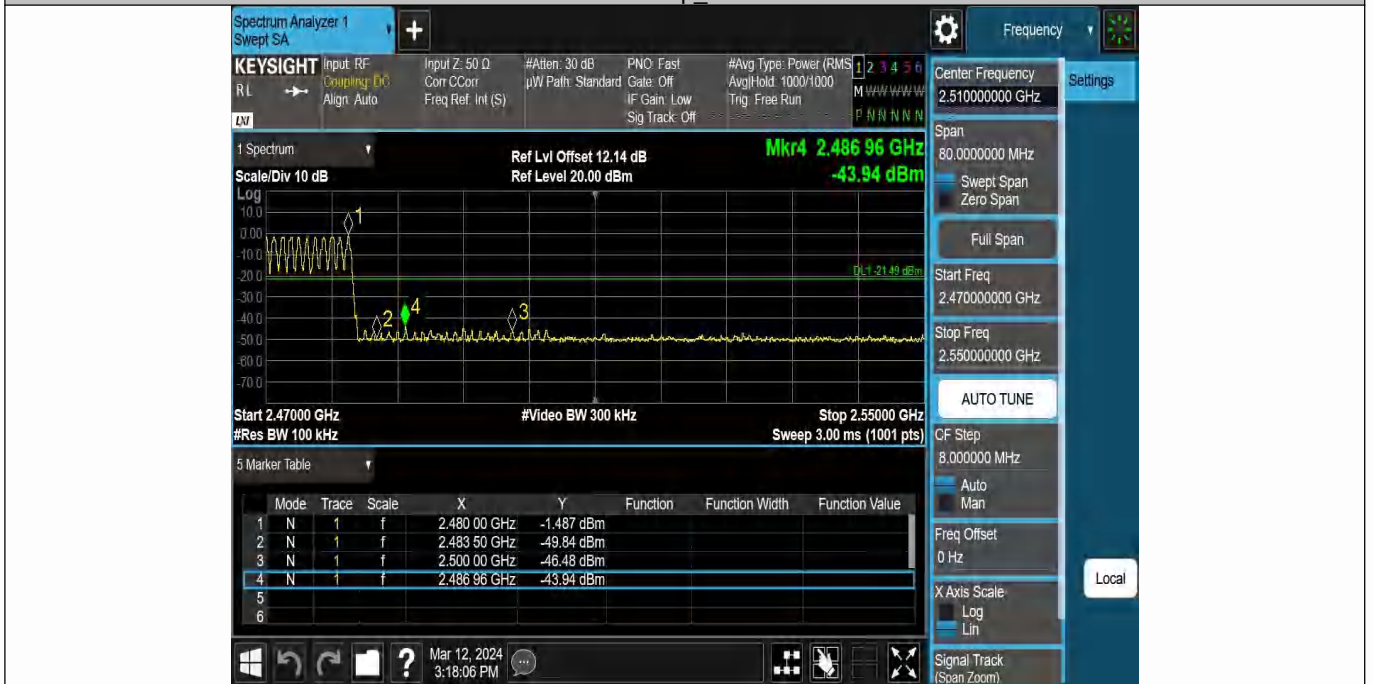 Spectrum Analyzer 1
Swept SA
+
Frequency
KEYSIGHT
RL
LXI
Input: RF
Coupling: DC
Align: Auto
Input Z: 50 Ω
Corr CCorr
Freq Ref: Int (S)
#Atten: 30 dB
µW Path: Standard
PNO: Fast
Gate: Off
IF Gain: Low
Sig Track: Off
#Avg Type: Power (RMS
Avg|Hold: 1000/1000
Trig: Free Run
1 2 3 4 5 6
M W W W W W
P N N N N N
Center Frequency
2.510000000 GHz
Settings
Span
80.0000000 MHz
Swept Span
Zero Span
Full Span
Start Freq
2.470000000 GHz
Stop Freq
2.550000000 GHz
AUTO TUNE
CF Step
8.000000 MHz
Auto
Man
Freq Offset
0 Hz
X Axis Scale
Log
Lin
Signal Track
(Span Zoom)
Local
1 Spectrum
Scale/Div 10 dB
Ref Lvl Offset 12.14 dB
Ref Level 20.00 dBm
Mkr4 2.486 96 GHz
-43.94 dBm
Log
10.0
0.00
-10.0
-20.0
-30.0
-40.0
-50.0
-60.0
-70.0
1
2
4
3
DL1 -21.49 dBm
Start 2.47000 GHz
#Video BW 300 kHz
Stop 2.55000 GHz
#Res BW 100 kHz
Sweep 3.00 ms (1001 pts)
5 Marker Table
Mode Trace Scale X Y Function Function Width Function Value
1 N 1 f 2.480 00 GHz -1.487 dBm
2 N 1 f 2.483 50 GHz -49.84 dBm
3 N 1 f 2.500 00 GHz -46.48 dBm
4 N 1 f 2.486 96 GHz -43.94 dBm
5
6
?
Mar 12, 2024
3:18:06 PM